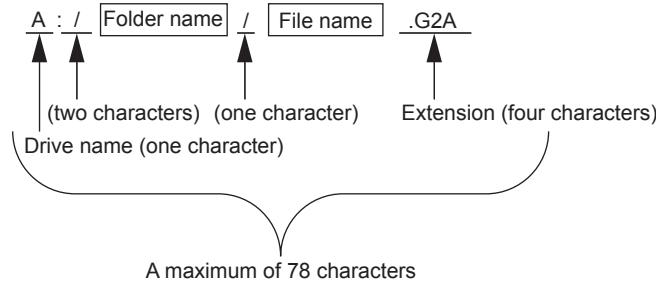 A : / Folder name / File name .G2A
(two characters) (one character) Extension (four characters)
Drive name (one character)
A maximum of 78 characters